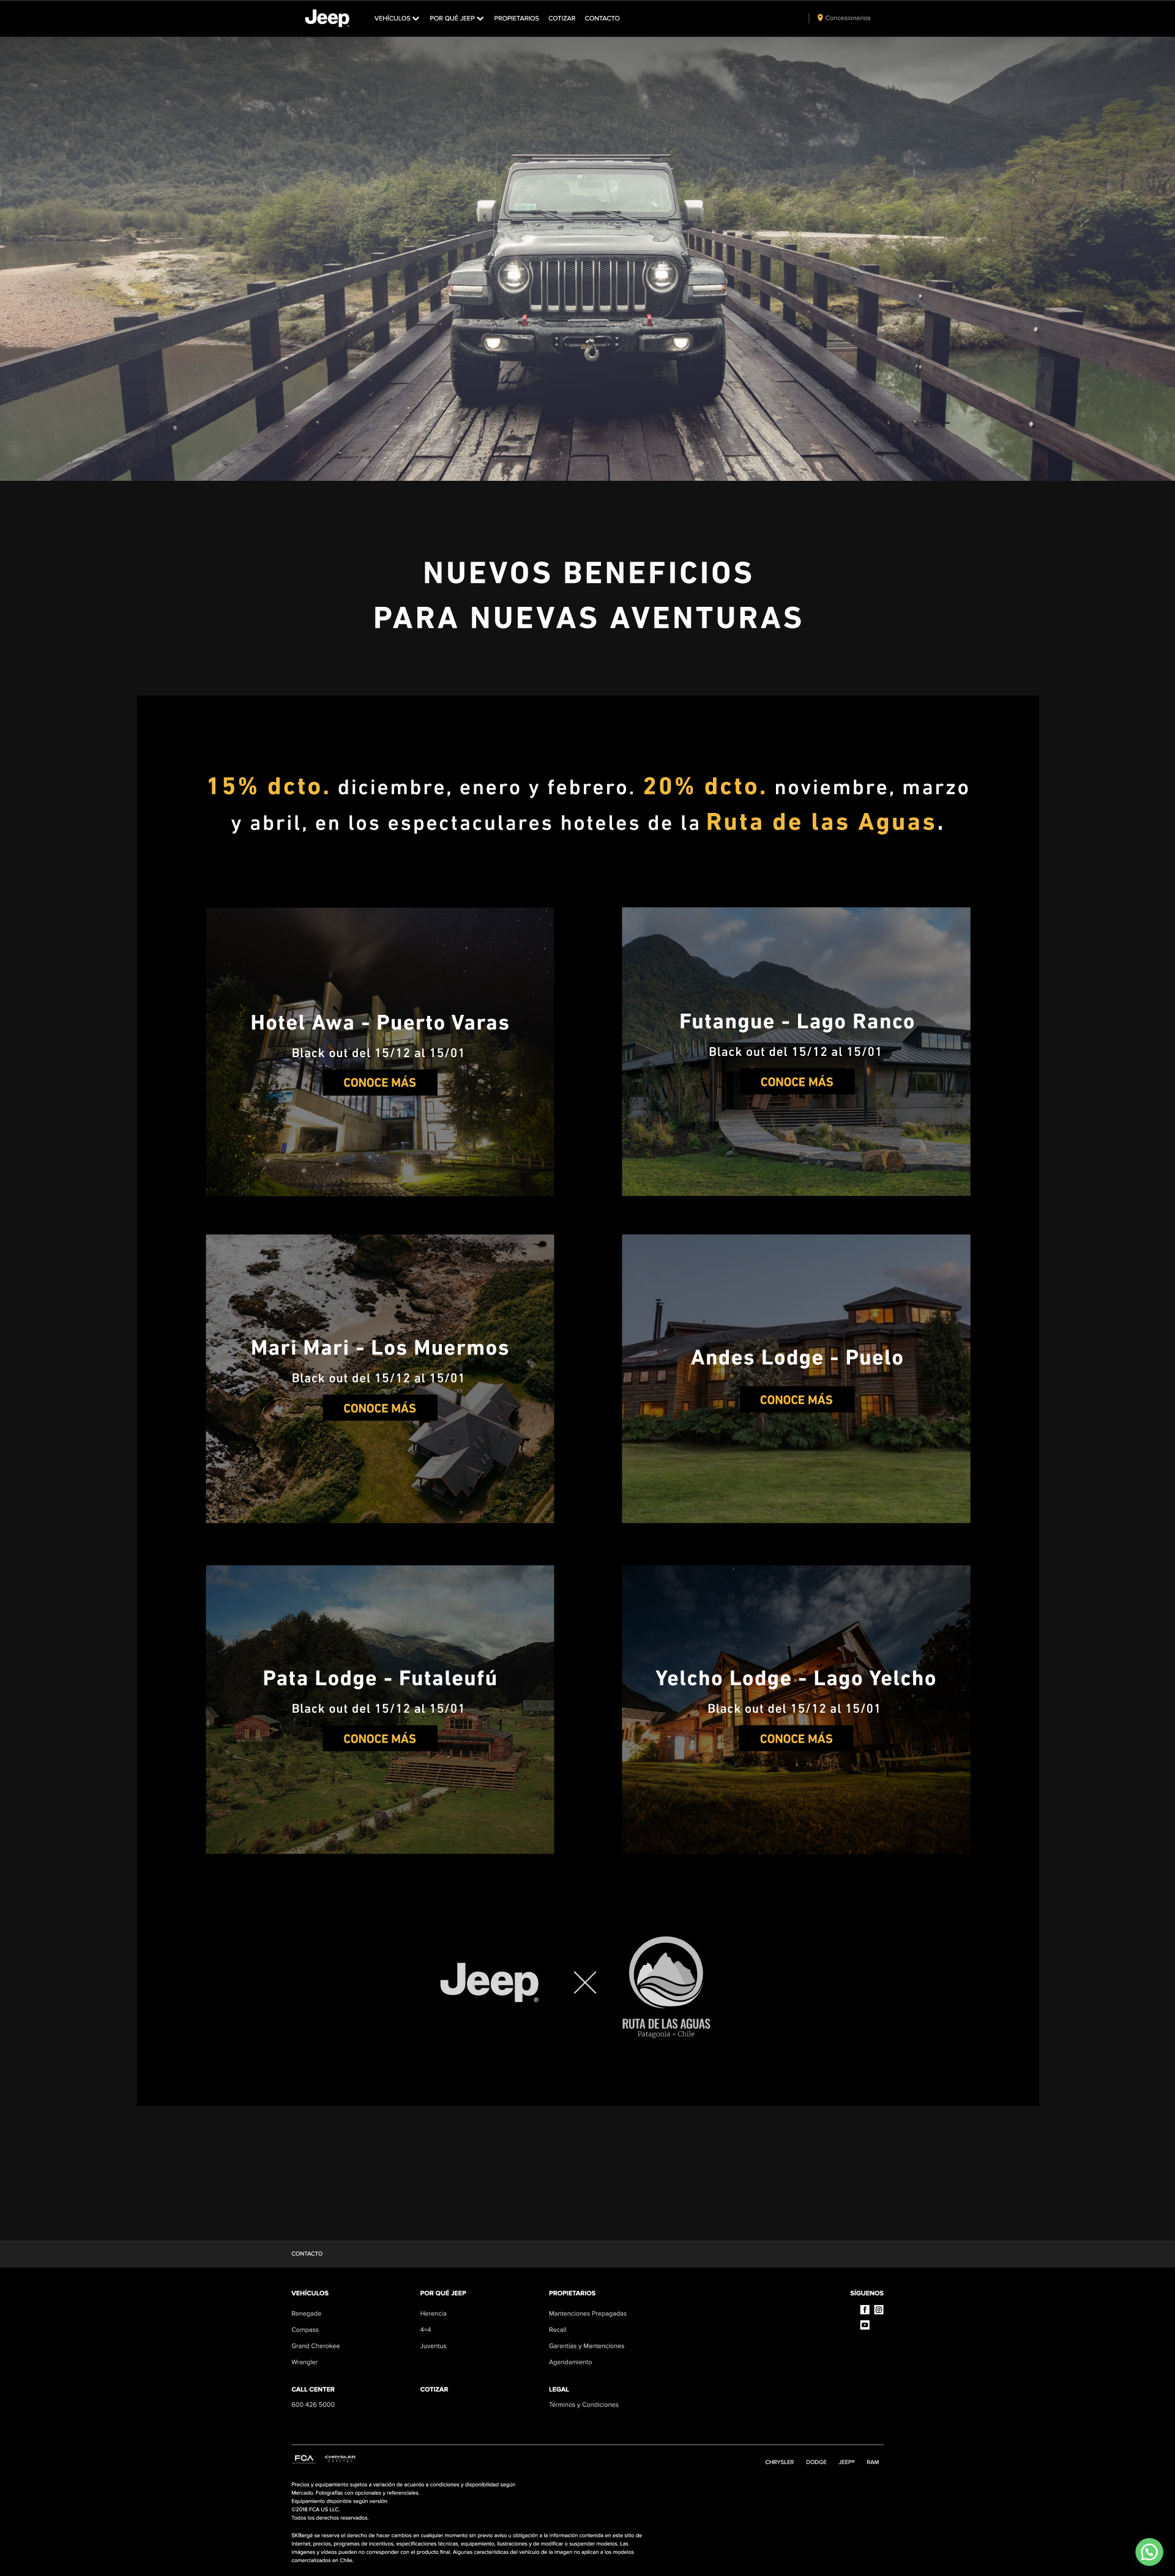 Jeep
VEHÍCULOS POR QUÉ JEEP PROPIETARIOS COTIZAR CONTACTO
Concesionarios
NUEVOS BENEFICIOS
PARA NUEVAS AVENTURAS
15% dcto. diciembre, enero y febrero. 20% dcto. noviembre, marzo
y abril, en los espectaculares hoteles de la Ruta de las Aguas.
Hotel Awa - Puerto Varas
Black out del 15/12 al 15/01
CONOCE MÁS
Futangue - Lago Ranco
Black out del 15/12 al 15/01
CONOCE MÁS
Mari Mari - Los Muermos
Black out del 15/12 al 15/01
CONOCE MÁS
Andes Lodge - Puelo
CONOCE MÁS
Pata Lodge - Futaleufú
Black out del 15/12 al 15/01
CONOCE MÁS
Yelcho Lodge - Lago Yelcho
Black out del 15/12 al 15/01
CONOCE MÁS
Jeep®
RUTA DE LAS AGUAS
Patagonia - Chile
CONTACTO
VEHÍCULOS
Renegade
Compass
Grand Cherokee
Wrangler
POR QUÉ JEEP
Herencia
4×4
Juventus
PROPIETARIOS
Mantenciones Prepagadas
Recall
Garantías y Mantenciones
Agendamiento
SÍGUENOS
CALL CENTER
600 426 5000
COTIZAR
LEGAL
Términos y Condiciones
FCA
CHRYSLER
CAPITAL
CHRYSLER DODGE JEEP® RAM
Precios y equipamiento sujetos a variación de acuerdo a condiciones y disponibilidad según
Mercado. Fotografías con opcionales y referenciales.
Equipamiento disponible según versión.
©2018 FCA US LLC.
Todos los derechos reservados.
SKBergé se reserva el derecho de hacer cambios en cualquier momento sin previo aviso u obligación a la información contenida en este sitio de
Internet, precios, programas de incentivos, especificaciones técnicas, equipamiento, ilustraciones y de modificar o suspender modelos. Las
imágenes y videos pueden no corresponder con el producto final. Algunas características del vehículo de la imagen no aplican a los modelos
comercializados en Chile.